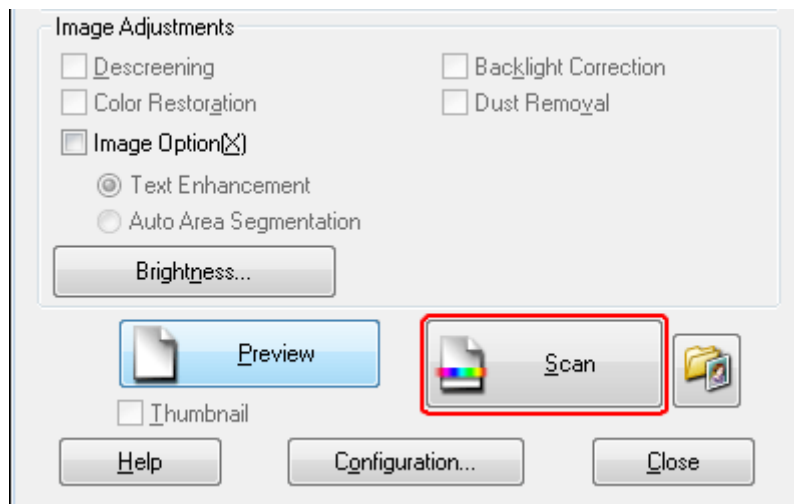 Image Adjustments
Descreening Backlight Correction
Color Restoration Dust Removal
Image Option(X)
Text Enhancement
Auto Area Segmentation
Brightness...
Preview Scan
Thumbnail
Help Configuration... Close